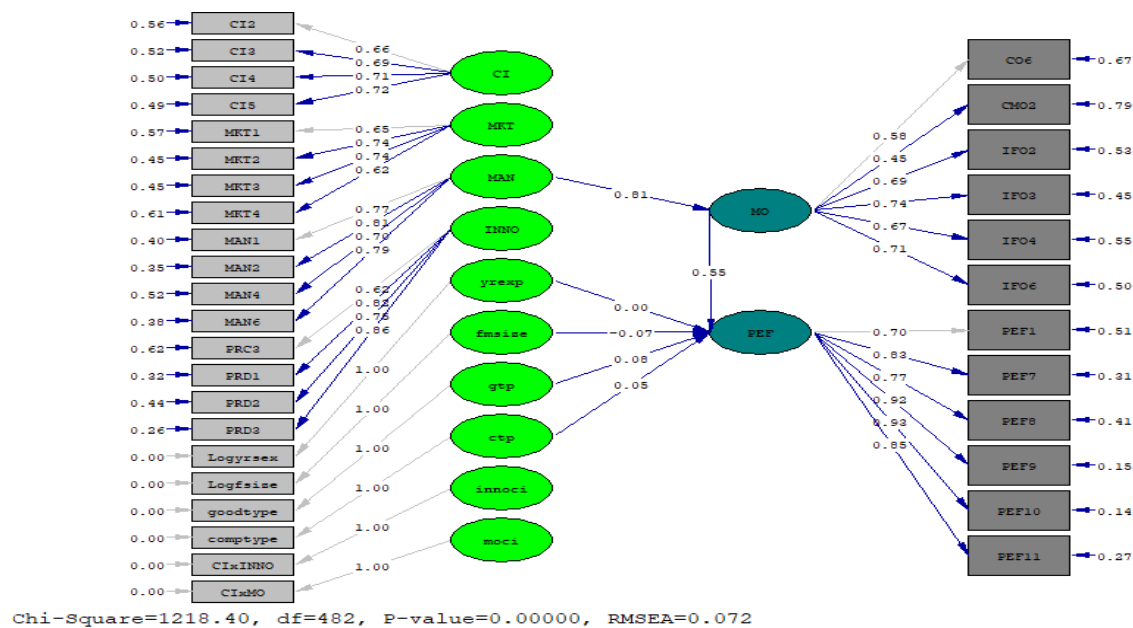 0.56 CI2
0.52 CI3
0.50 CI4
0.49 CI5
0.57 MKT1
0.45 MKT2
0.45 MKT3
0.61 MKT4
0.40 MAN1
0.35 MAN2
0.52 MAN4
0.38 MAN6
0.62 PRC3
0.32 PRD1
0.44 PRD2
0.26 PRD3
0.00 Logyrsex
0.00 Logfsize
0.00 goodtype
0.00 comptype
0.00 CIxINNO
0.00 CIxMO
0.66
0.69
0.71
0.72
0.65
0.74
0.74
0.62
0.77
0.81
0.70
0.79
0.62
0.82
0.75
0.86
1.00
1.00
1.00
1.00
1.00
1.00
CI
MKT
MAN
INNO
yrexp
fmsize
gtp
ctp
innoci
moci
0.81
0.55
0.00
-0.07
0.08
0.05
MO
PEF
0.58
0.45
0.69
0.74
0.67
0.71
0.70
0.83
0.77
0.92
0.93
0.85
CO6 0.67
CMO2 0.79
IFO2 0.53
IFO3 0.45
IFO4 0.55
IFO6 0.50
PEF1 0.51
PEF7 0.31
PEF8 0.41
PEF9 0.15
PEF10 0.14
PEF11 0.27
Chi-Square=1218.40, df=482, P-value=0.00000, RMSEA=0.072